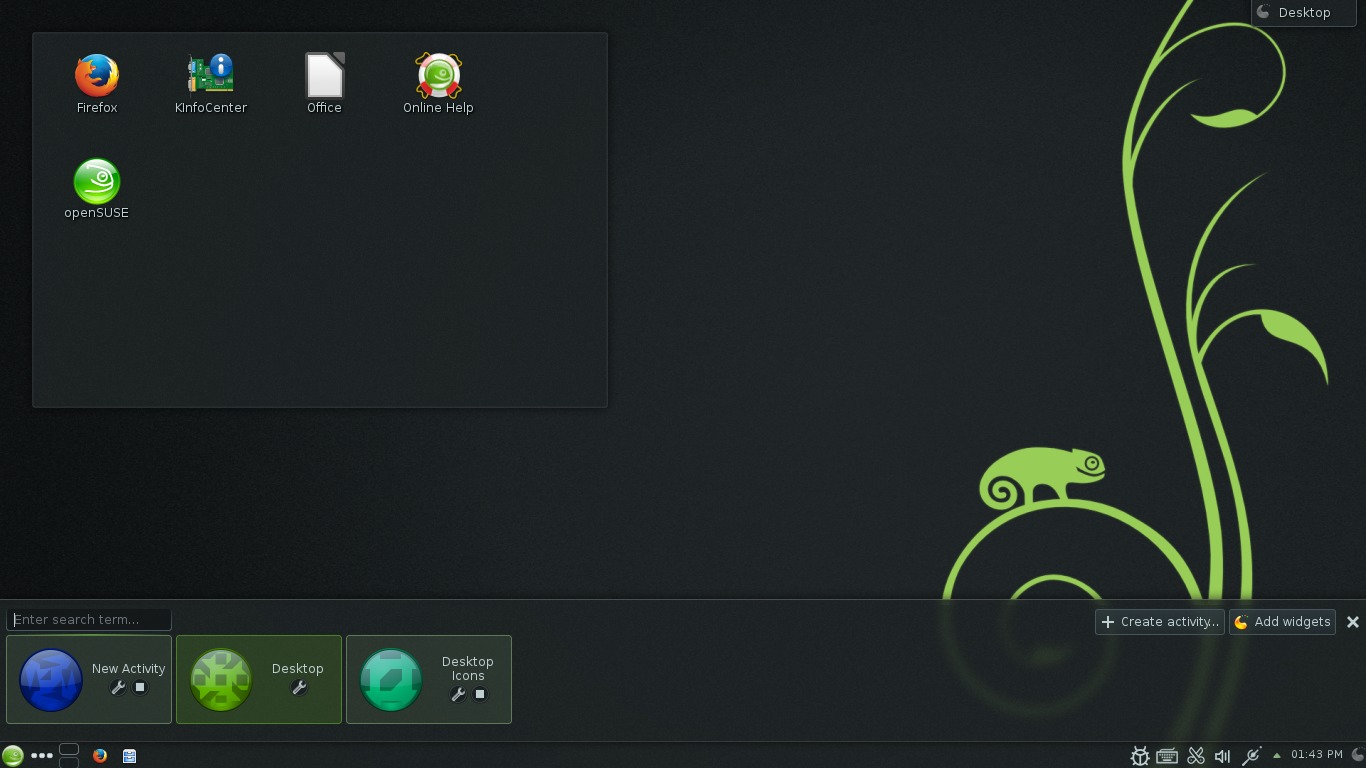 Desktop
Firefox
KInfoCenter
Office
Online Help
openSUSE
Enter search term...
Create activity...
Add widgets
New Activity
Desktop
Desktop
Icons
01:43 PM